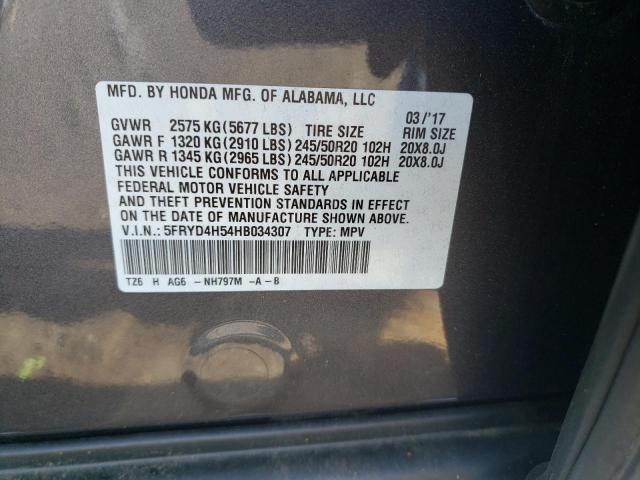 MFD. BY HONDA MFG. OF ALABAMA, LLC
03/'17
GVWR 2575 KG(5677 LBS) TIRE SIZE RIM SIZE
GAWR F 1320 KG(2910 LBS) 245/50R20 102H 20X8.0J
GAWR R 1345 KG(2965 LBS) 245/50R20 102H 20X8.0J
THIS VEHICLE CONFORMS TO ALL APPLICABLE
FEDERAL MOTOR VEHICLE SAFETY
AND THEFT PREVENTION STANDARDS IN EFFECT
ON THE DATE OF MANUFACTURE SHOWN ABOVE.
V.I.N.: 5FRYD4H54HB034307 TYPE: MPV
TZ6 H AG6 -NH797M -A-B